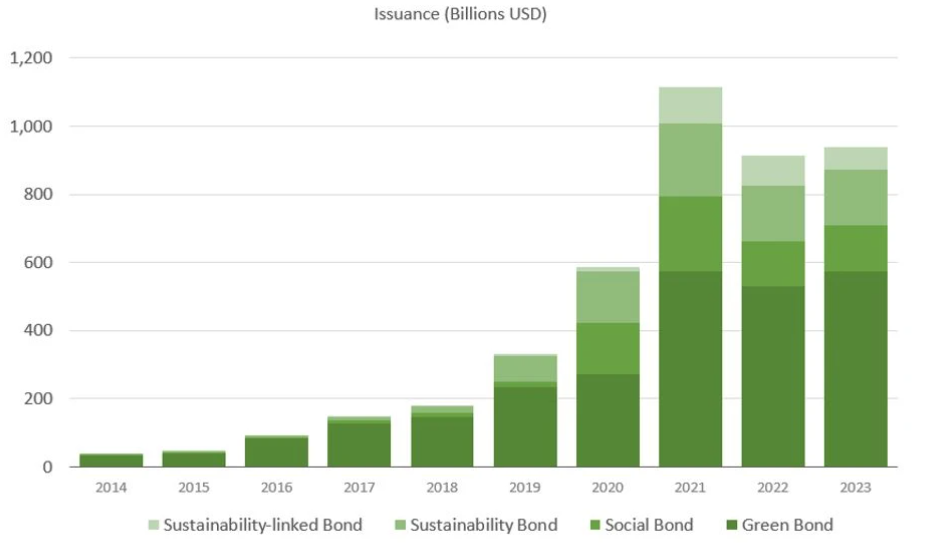 Issuance (Billions USD)
1,200
1,000
800
600
400
200
0
2014 2015 2016 2017 2018 2019 2020 2021 2022 2023
Sustainability-linked Bond Sustainability Bond Social Bond Green Bond